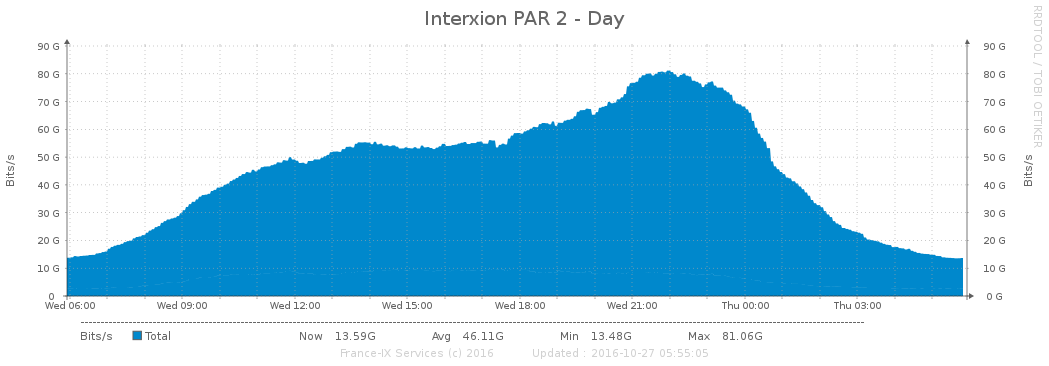 Interxion PAR 2 - Day
RRDTOOL / TOBI OETIKER
90 G 90 G
80 G 80 G
70 G 70 G
60 G 60 G
50 G 50 G
40 G 40 G
30 G 30 G
20 G 20 G
10 G 10 G
0 0 G
Bits/s
Bits/s
Wed 06:00 Wed 09:00 Wed 12:00 Wed 15:00 Wed 18:00 Wed 21:00 Thu 00:00 Thu 03:00
Bits/s Total Now 13.59G Avg 46.11G Min 13.48G Max 81.06G
France-IX Services (c) 2016 Updated : 2016-10-27 05:55:05